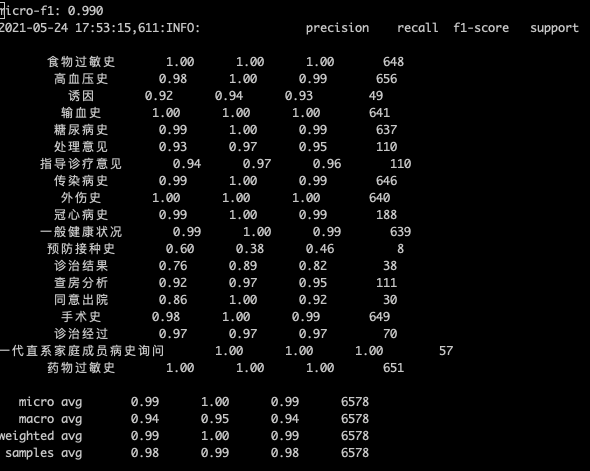 micro-f1: 0.990
2021-05-24 17:53:15,611:INFO: precision recall f1-score support
食物过敏史 1.00 1.00 1.00 648
高血压史 0.98 1.00 0.99 656
诱因 0.92 0.94 0.93 49
输血史 1.00 1.00 1.00 641
糖尿病史 0.99 1.00 0.99 637
处理意见 0.93 0.97 0.95 110
指导诊疗意见 0.94 0.97 0.96 110
传染病史 0.99 1.00 0.99 646
外伤史 1.00 1.00 1.00 640
冠心病史 0.99 1.00 0.99 188
一般健康状况 0.99 1.00 0.99 639
预防接种史 0.60 0.38 0.46 8
诊治结果 0.76 0.89 0.82 38
查房分析 0.92 0.97 0.95 111
同意出院 0.86 1.00 0.92 30
手术史 0.98 1.00 0.99 649
诊治经过 0.97 0.97 0.97 70
一代直系家庭成员病史询问 1.00 1.00 1.00 57
药物过敏史 1.00 1.00 1.00 651
micro avg 0.99 1.00 0.99 6578
macro avg 0.94 0.95 0.94 6578
weighted avg 0.99 1.00 0.99 6578
samples avg 0.98 0.99 0.98 6578